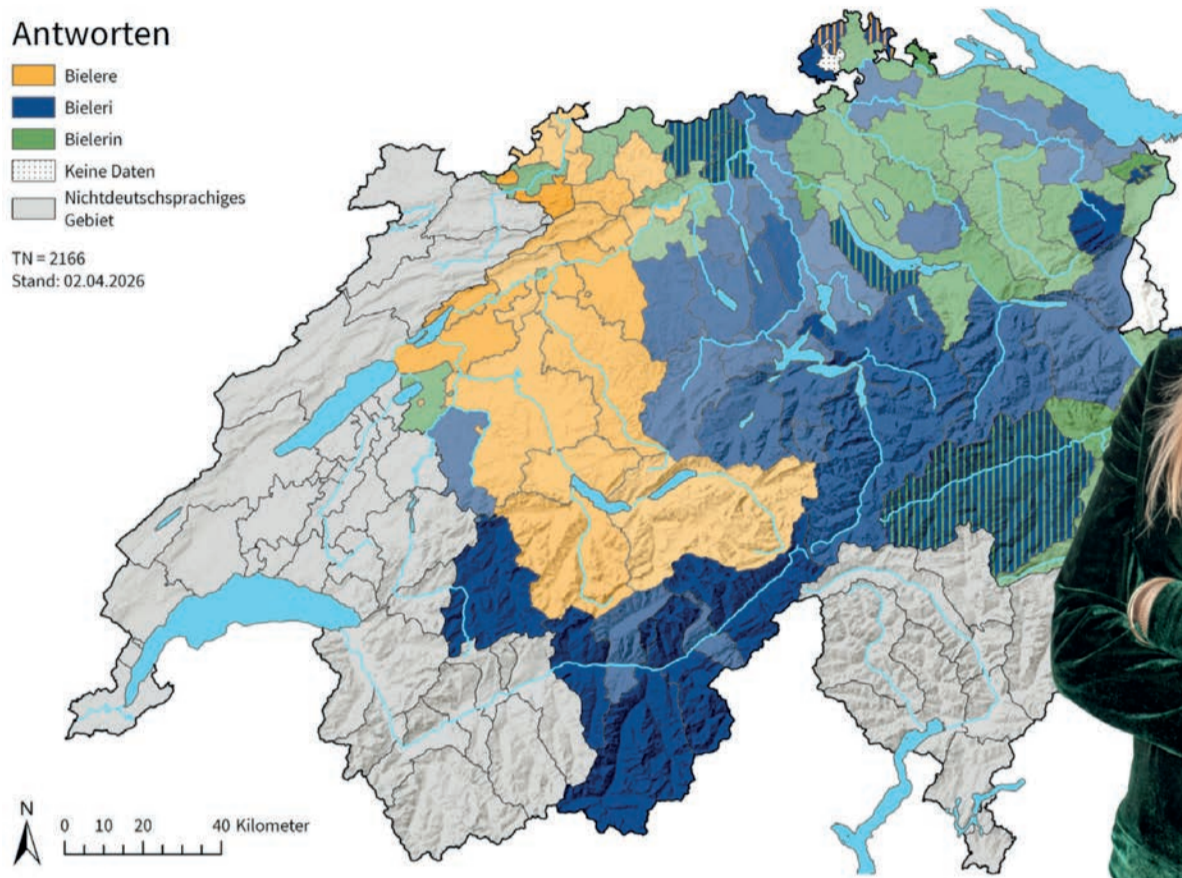 Antworten
Bielere
Bieleri
Bielerin
Keine Daten
Nichtdeutschsprachiges
Gebiet
TN = 2166
Stand: 02.04.2026
N
0 10 20 40 Kilometer